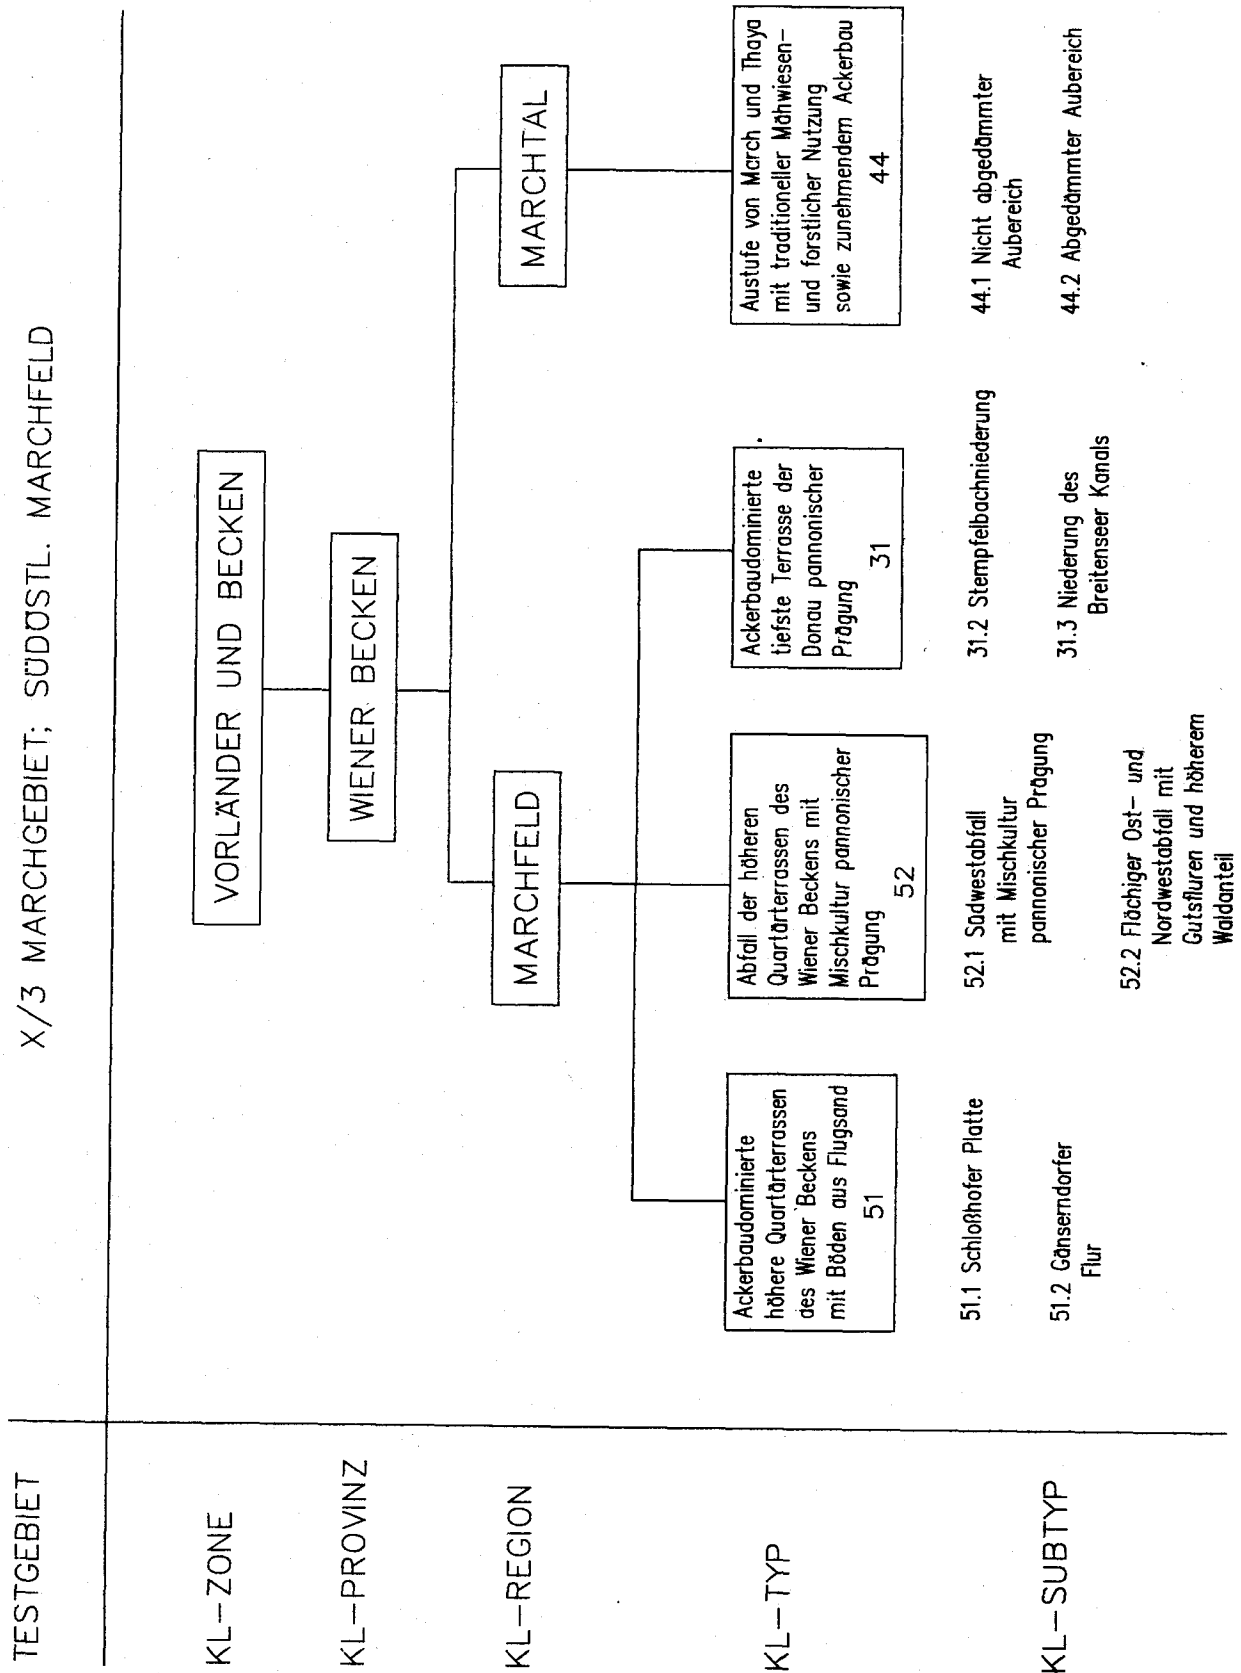 TESTGEBIET
X/3 MARCHGEBIET; SÜDÖSTL. MARCHFELD
KL-ZONE
VORLÄNDER UND BECKEN
KL-PROVINZ
WIENER BECKEN
KL-REGION
MARCHFELD
MARCHTAL
KL-TYP
Ackerbaudominierte
höhere Quartärterrassen
des Wiener Beckens
mit Böden aus Flugsand
51
Abfall der höheren
Quartärterrassen des
Wiener Beckens mit
Mischkultur pannonischer
Prägung
52
Ackerbaudominierte
tiefste Terrasse der
Donau pannonischer
Prägung
31
Austufe von March und Thaya
mit traditioneller Mähwiesen-
und forstlicher Nutzung
sowie zunehmendem Ackerbau
44
KL-SUBTYP
51.1 Schloßhofer Platte
51.2 Gänserndorfer
Flur
52.1 Südwestabfall
mit Mischkultur
pannonischer Prägung
52.2 Flächiger Ost- und
Nordwestabfall mit
Gutsfluren und höherem
Waldanteil
31.2 Stempfelbachniederung
31.3 Niederung des
Breitenseer Kanals
44.1 Nicht abgedämmter
Aubereich
44.2 Abgedämmter Aubereich